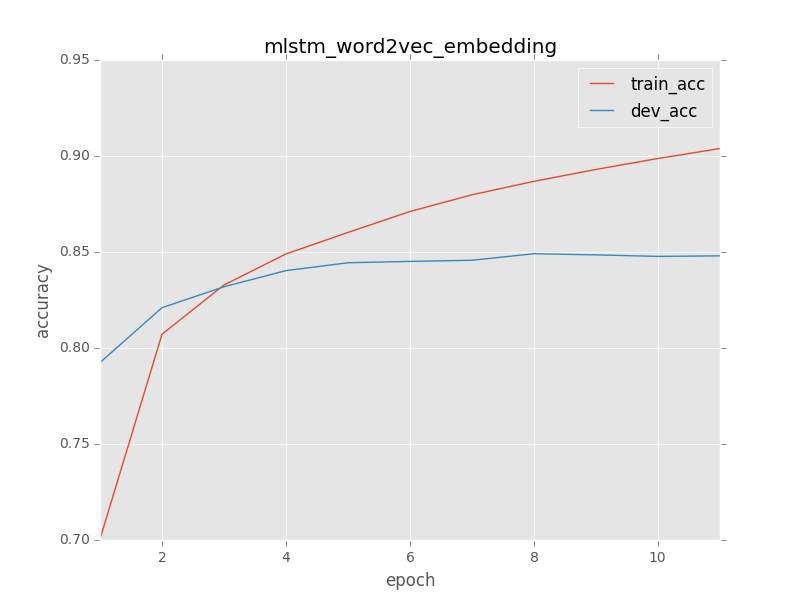 mlstm_word2vec_embedding
train_acc
dev_acc
0.95
0.90
0.85
0.80
0.75
0.70
accuracy
2 4 6 8 10
epoch